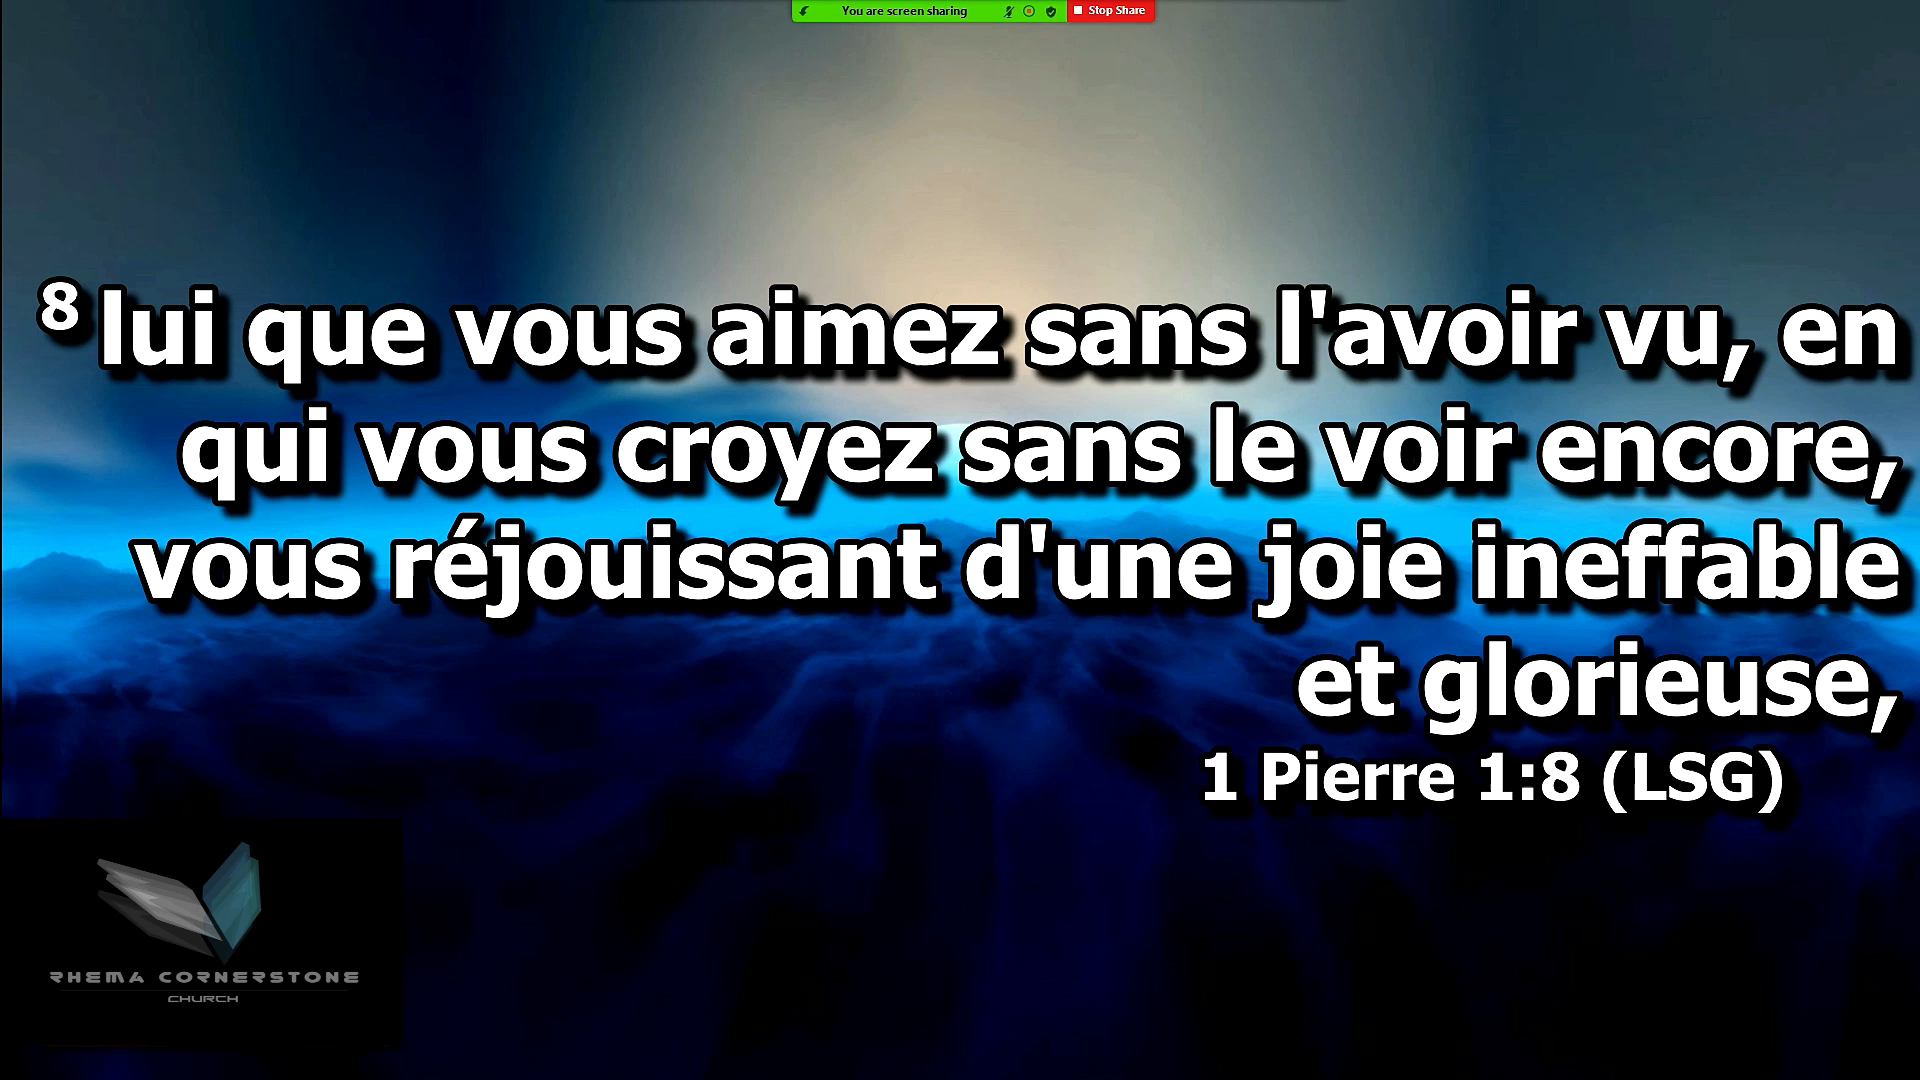 You are screen sharing
Stop Share
8 lui que vous aimez sans l'avoir vu, en
qui vous croyez sans le voir encore,
vous réjouissant d'une joie ineffable
et glorieuse,
1 Pierre 1:8 (LSG)
RHEMA CORNERSTONE
CHURCH